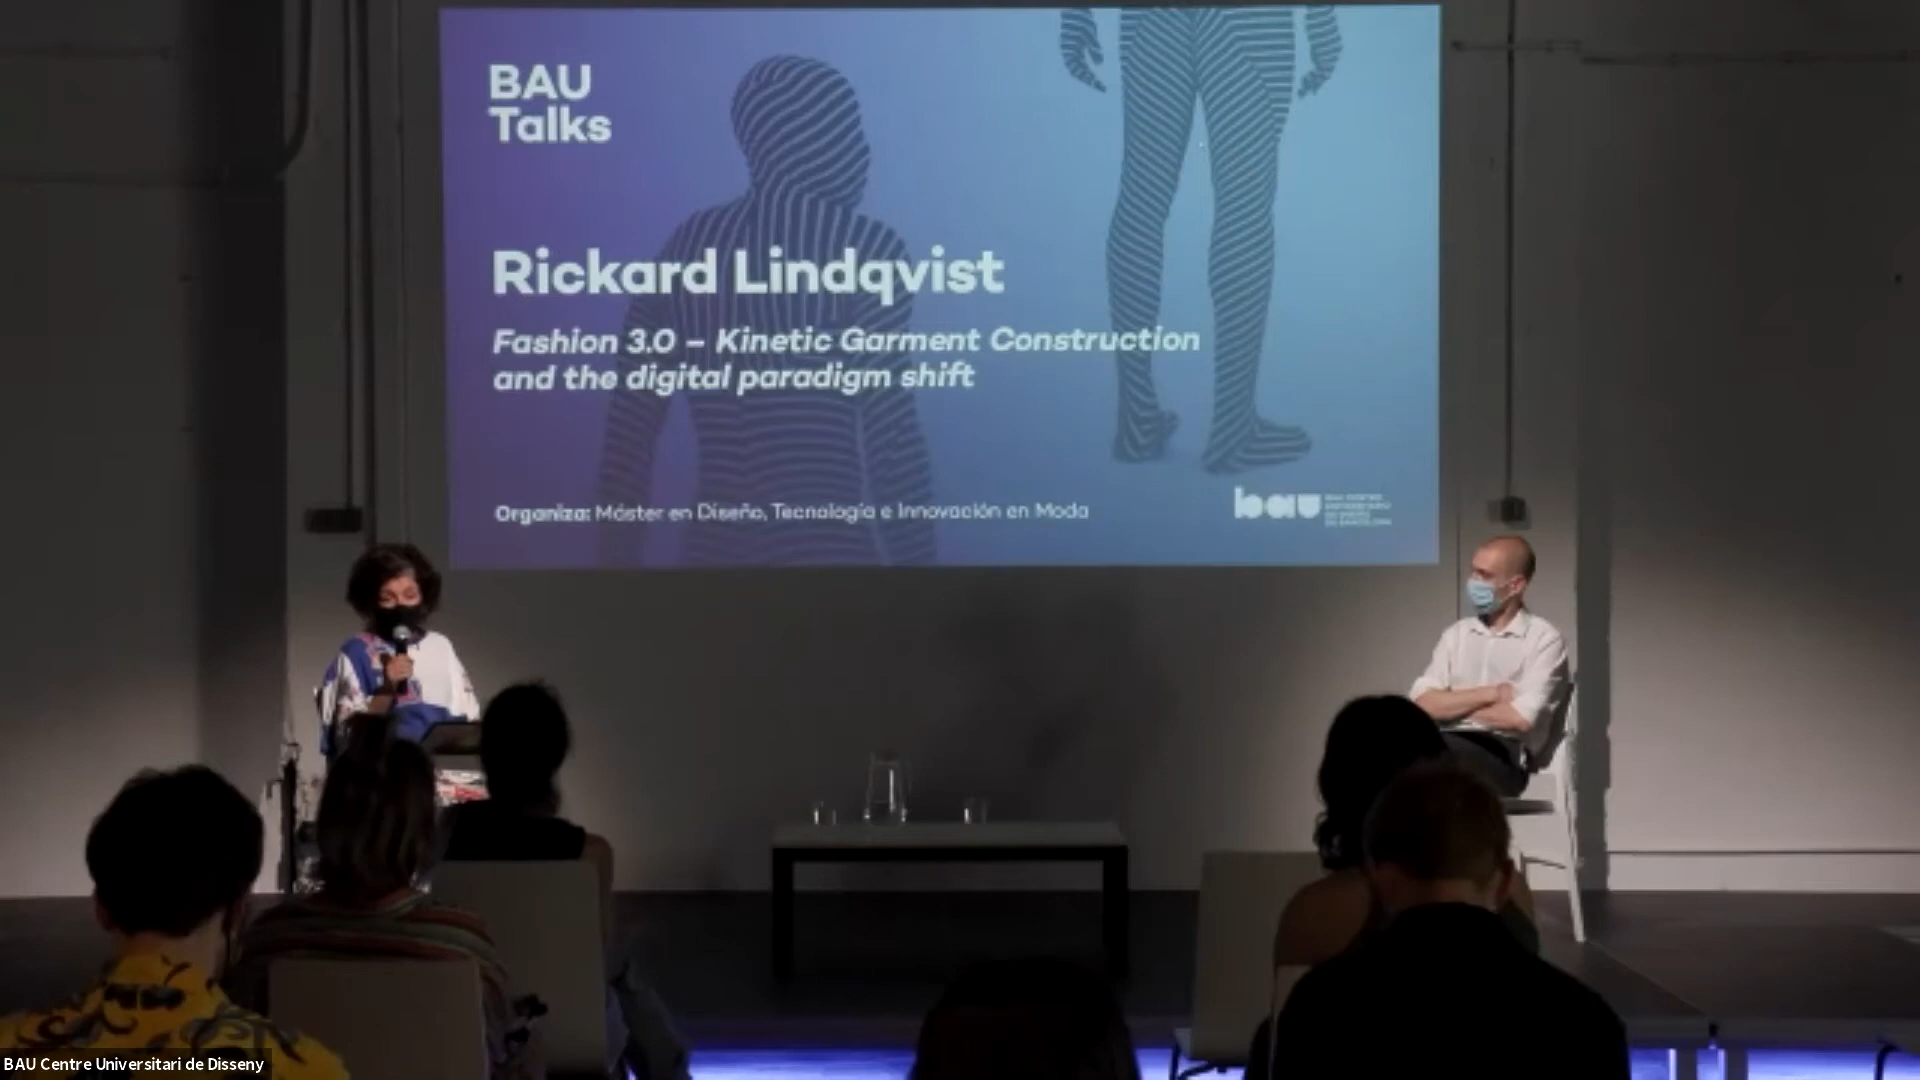 BAU
Talks
Rickard Lindqvist
Fashion 3.0 – Kinetic Garment Construction
and the digital paradigm shift
Organiza: Máster en Diseño, Tecnología e Innovación en Moda
bau
BAU Centre Universitari de Disseny